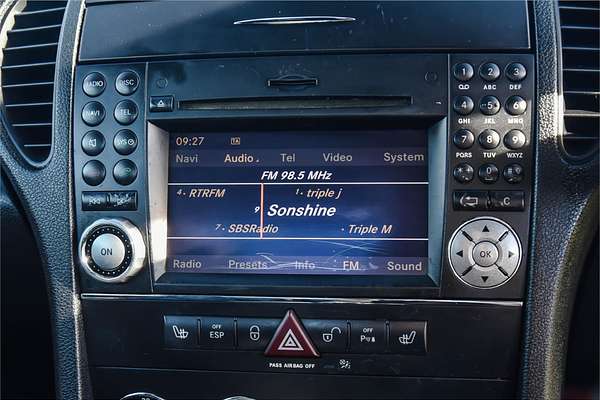 RADIO DISC
NAVI TEL
SYS
ON
09:27 TA
Navi Audio Tel Video System
FM 98.5 MHz
4 RTRFM 1 triple j
9 Sonshine
7 SBSRadio Triple M
Radio Presets Info FM Sound
1 2 3
ABC DEF
4 5 6
GHI JKL MNO
7 8 9
PQRS TUV WXYZ
* 0 #
C
OK
OFF
ESP
OFF
P
PASS AIRBAG OFF